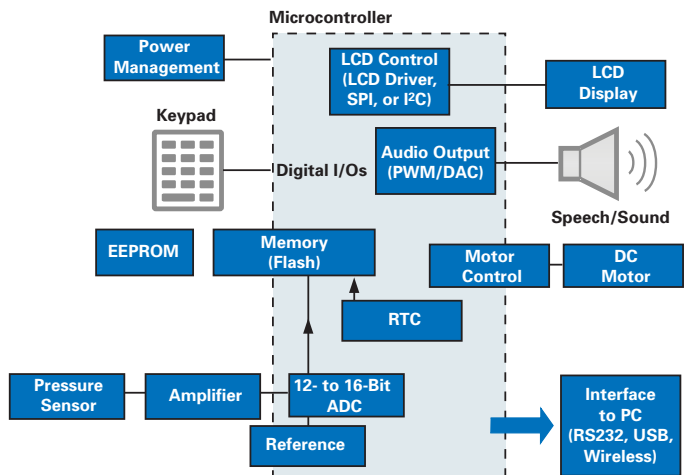 Microcontroller
Power
Management
LCD Control
(LCD Driver,
SPI, or I²C)
LCD
Display
Keypad
Digital I/Os
Audio Output
(PWM/DAC)
Speech/Sound
EEPROM
Memory
(Flash)
Motor
Control
DC
Motor
RTC
Pressure
Sensor
Amplifier
12- to 16-Bit
ADC
Reference
Interface
to PC
(RS232, USB,
Wireless)